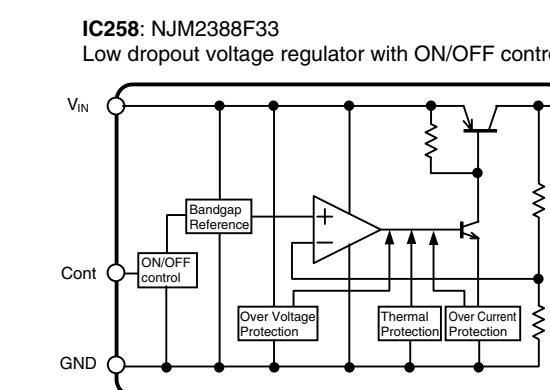 IC258: NJM2388F33
Low dropout voltage regulator with ON/OFF contr
VIN
Bandgap
Reference
+
−
Cont
ON/OFF
control
Over Voltage
Protection
Thermal
Protection
Over Current
Protection
GND